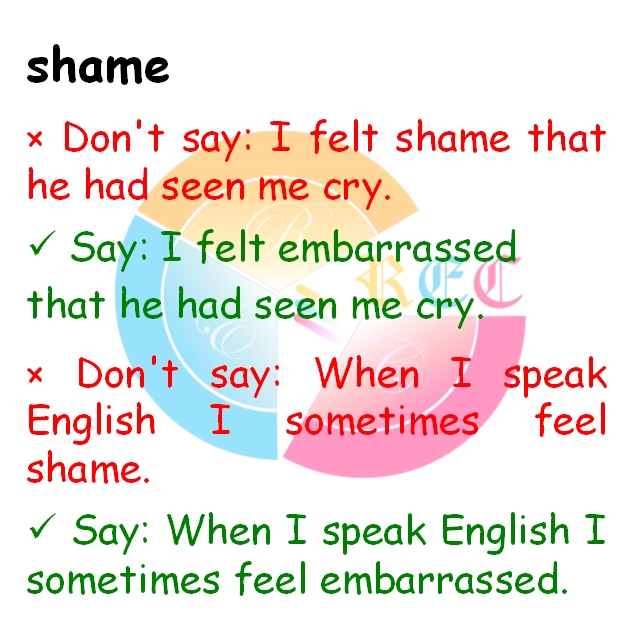 shame
× Don't say: I felt shame that
he had seen me cry.
✓ Say: I felt embarrassed
that he had seen me cry.
REC
× Don't say: When I speak
English I sometimes feel
shame.
✓ Say: When I speak English I
sometimes feel embarrassed.